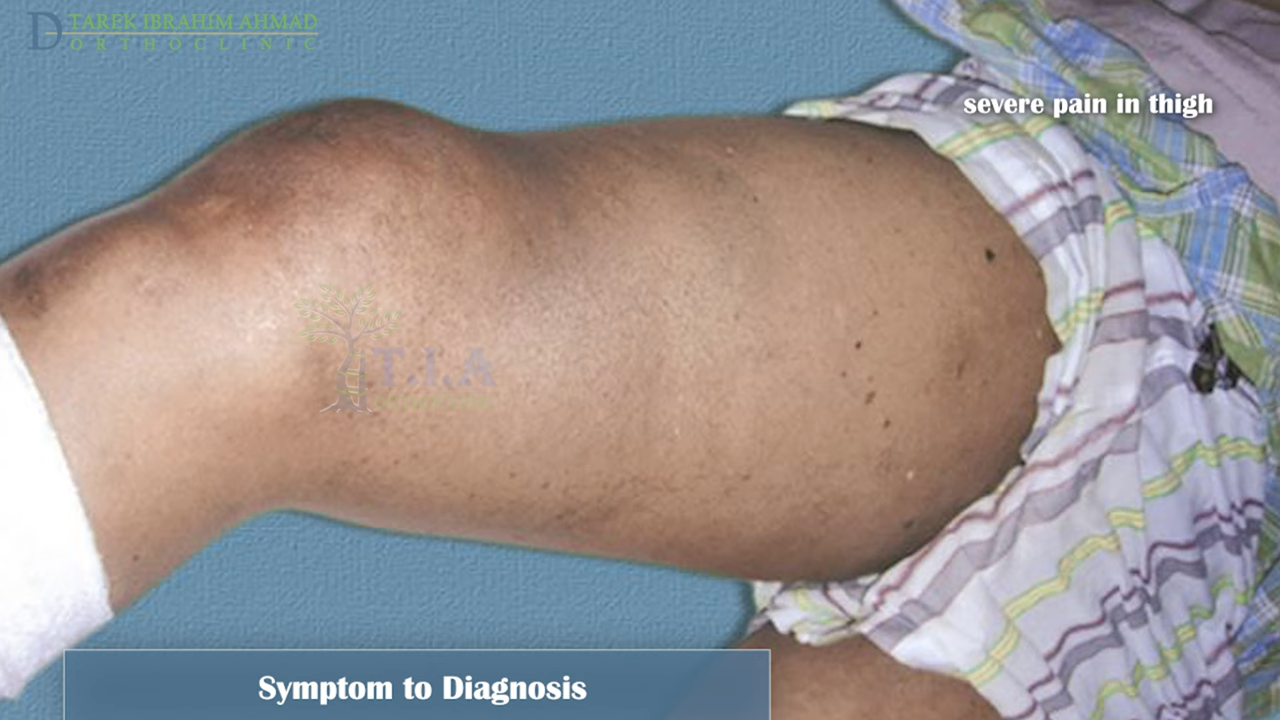 D TAREK IBRAHIM AHMAD
ORTHOCLINIC
severe pain in thigh
T.I.A
Symptom to Diagnosis